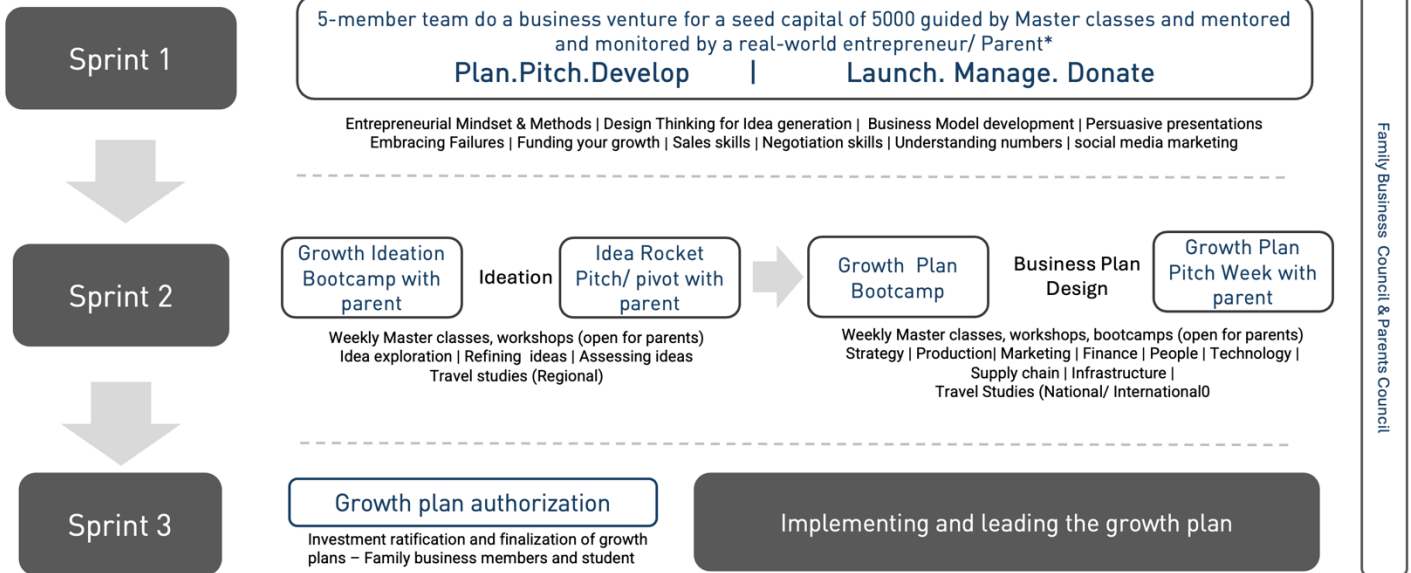 Sprint 1
5-member team do a business venture for a seed capital of 5000 guided by Master classes and mentored
and monitored by a real-world entrepreneur/ Parent*
Plan.Pitch.Develop | Launch. Manage. Donate
Entrepreneurial Mindset & Methods | Design Thinking for Idea generation | Business Model development | Persuasive presentations
Embracing Failures | Funding your growth | Sales skills | Negotiation skills | Understanding numbers | social media marketing
Sprint 2
Growth Ideation
Bootcamp with
parent
Ideation
Idea Rocket
Pitch/ pivot with
parent
Weekly Master classes, workshops (open for parents)
Idea exploration | Refining ideas | Assessing ideas
Travel studies (Regional)
Growth Plan
Bootcamp
Business Plan
Design
Growth Plan
Pitch Week with
parent
Weekly Master classes, workshops, bootcamps (open for parents)
Strategy | Production| Marketing | Finance | People | Technology |
Supply chain | Infrastructure |
Travel Studies (National/ International0
Sprint 3
Growth plan authorization
Investment ratification and finalization of growth
plans – Family business members and student
Implementing and leading the growth plan
Family Business Council & Parents Council